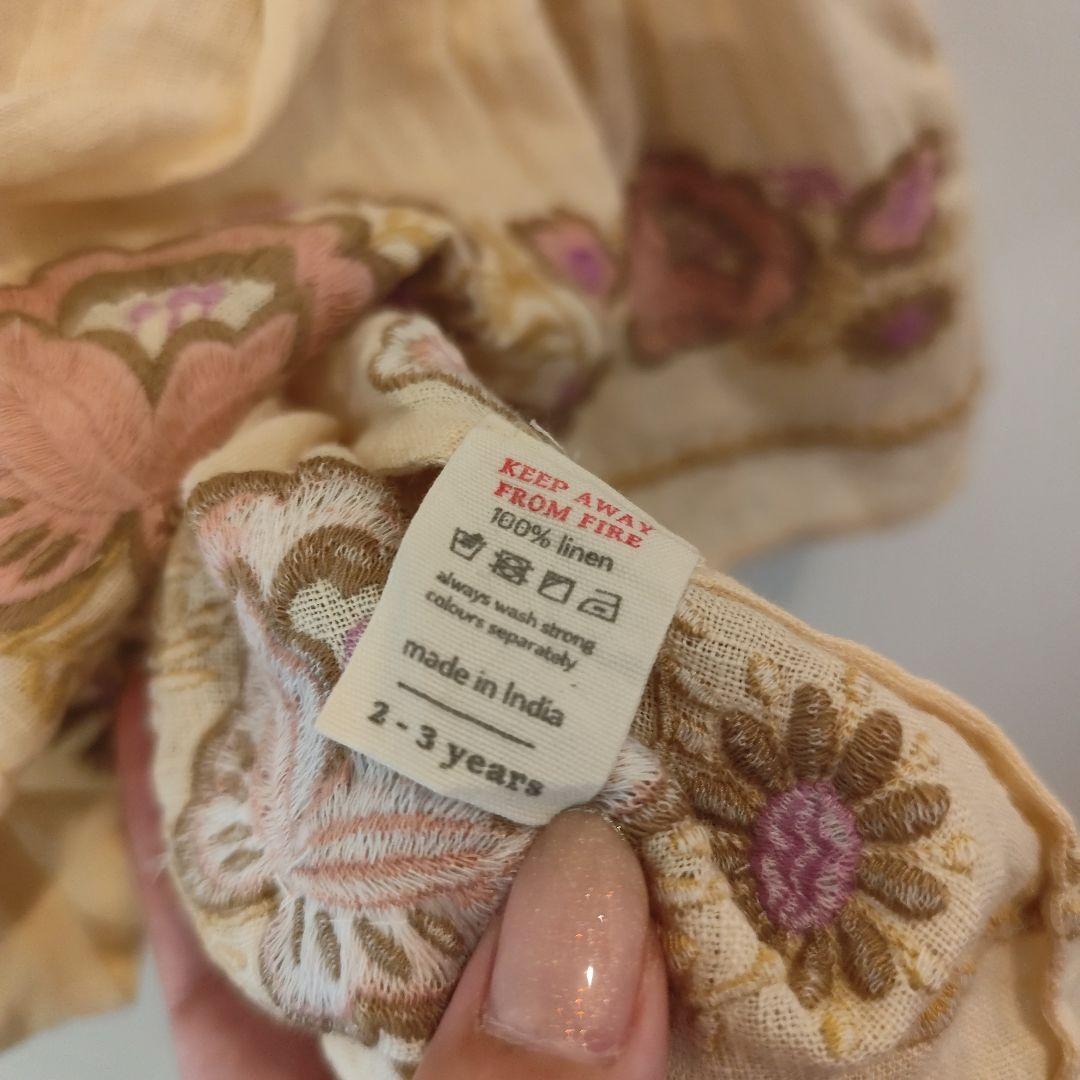 KEEP AWAY
FROM FIRE
100% linen
always wash strong
colours separately
made in India
2 - 3 years